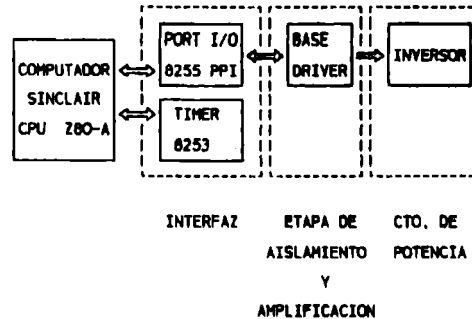 COMPUTADOR
SINCLAIR
CPU Z80-A
PORT I/O
8255 PPI
TIMER
8253
BASE
DRIVER
INVERSOR
INTERFAZ
ETAPA DE
AISLAMIENTO
Y
AMPLIFICACION
CTO. DE
POTENCIA